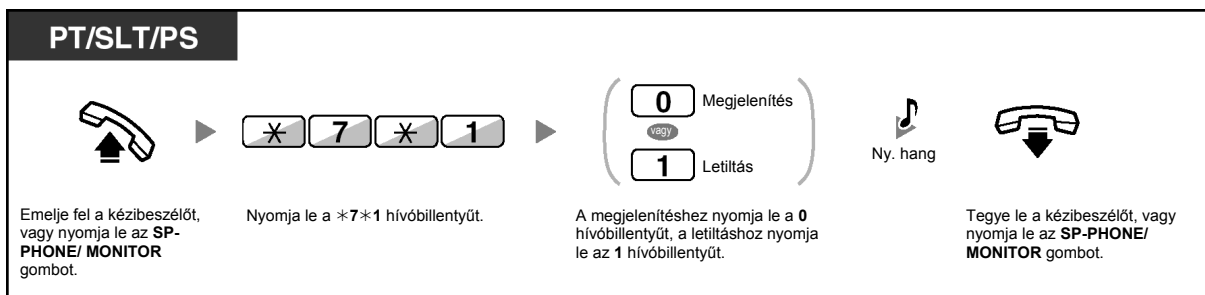 PT/SLT/PS
＊ 7 ＊ 1
0 Megjelenítés
vagy
1 Letiltás
Ny. hang
Emelje fel a kézibeszélőt,
vagy nyomja le az SP-
PHONE/ MONITOR
gombot.
Nyomja le a ＊7＊1 hívóbillentyűt.
A megjelenítéshez nyomja le a 0
hívóbillentyűt, a letiltáshoz nyomja
le az 1 hívóbillentyűt.
Tegye le a kézibeszélőt, vagy
nyomja le az SP-PHONE/
MONITOR gombot.